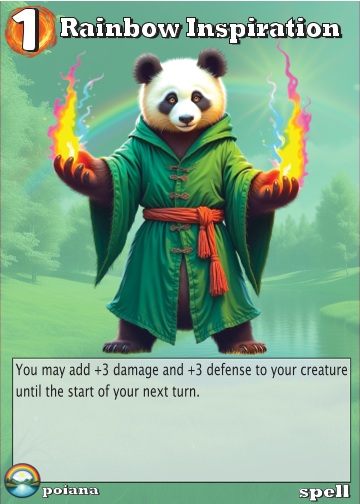 1 Rainbow Inspiration
You may add +3 damage and +3 defense to your creature
until the start of your next turn.
poiana spell